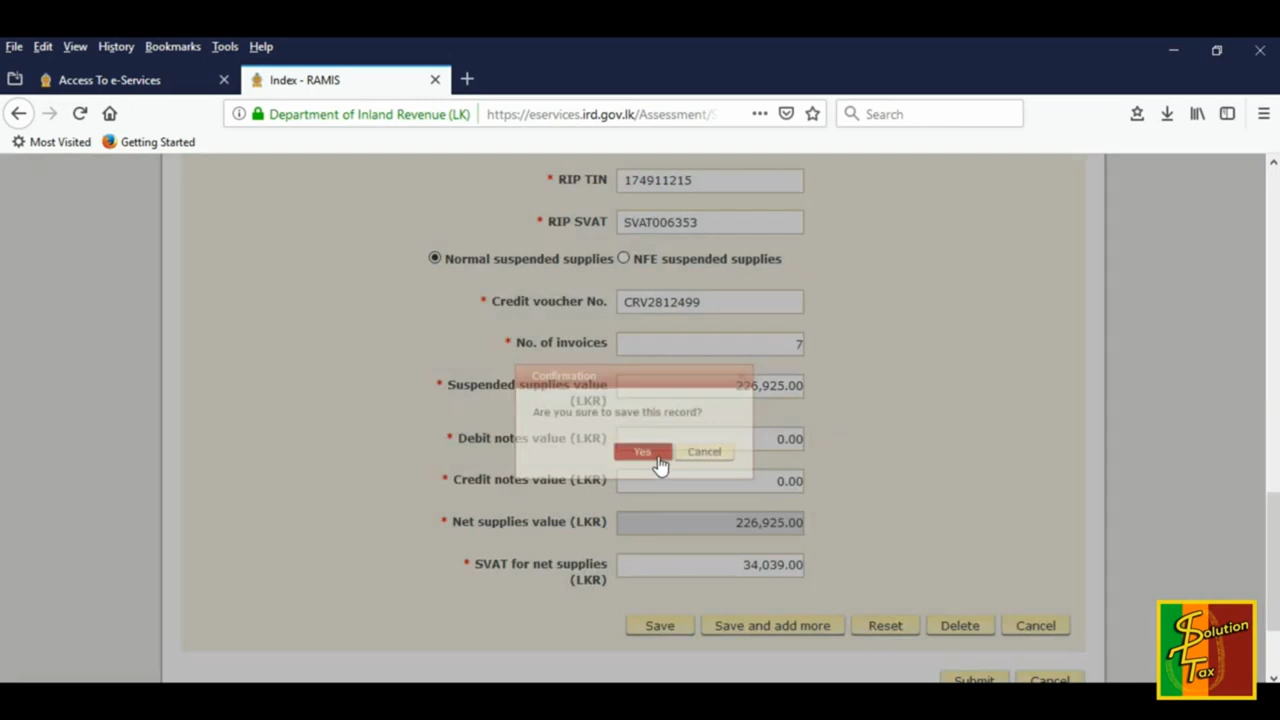 File Edit View History Bookmarks Tools Help
Access To e-Services
Index - RAMIS
Department of Inland Revenue (LK) https://eservices.ird.gov.lk/Assessment/S
Search
Most Visited Getting Started
* RIP TIN 174911215
* RIP SVAT SVAT006353
Normal suspended supplies NFE suspended supplies
* Credit voucher No. CRV2812499
* No. of invoices 7
* Suspended supplies value (LKR) 226,925.00
Confirmation
Are you sure to save this record?
Yes Cancel
* Debit notes value (LKR) 0.00
* Credit notes value (LKR) 0.00
* Net supplies value (LKR) 226,925.00
* SVAT for net supplies (LKR) 34,039.00
Save Save and add more Reset Delete Cancel
Submit Cancel
Solution
Tax